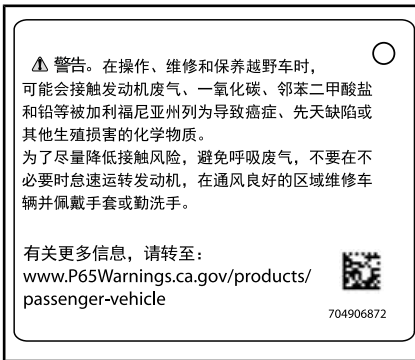 ⚠ 警告。在操作、维修和保养越野车时，
可能会接触发动机废气、一氧化碳、邻苯二甲酸盐
和铅等被加利福尼亚州列为导致癌症、先天缺陷或
其他生殖损害的化学物质。
为了尽量降低接触风险，避免呼吸废气，不要在不
必要时怠速运转发动机，在通风良好的区域维修车
辆并佩戴手套或勤洗手。
有关更多信息，请转至：
www.P65Warnings.ca.gov/products/
passenger-vehicle
704906872